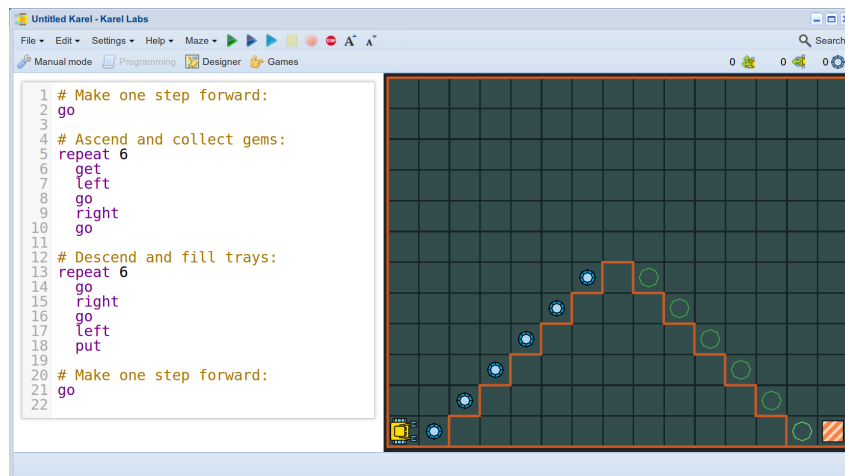 Untitled Karel - Karel Labs
File Edit Settings Help Maze STOP A A Search
Manual mode Programming Designer Games 0 0 0
1 # Make one step forward:
2 go
3
4 # Ascend and collect gems:
5 repeat 6
6 get
7 left
8 go
9 right
10 go
11
12 # Descend and fill trays:
13 repeat 6
14 go
15 right
16 go
17 left
18 put
19
20 # Make one step forward:
21 go
22